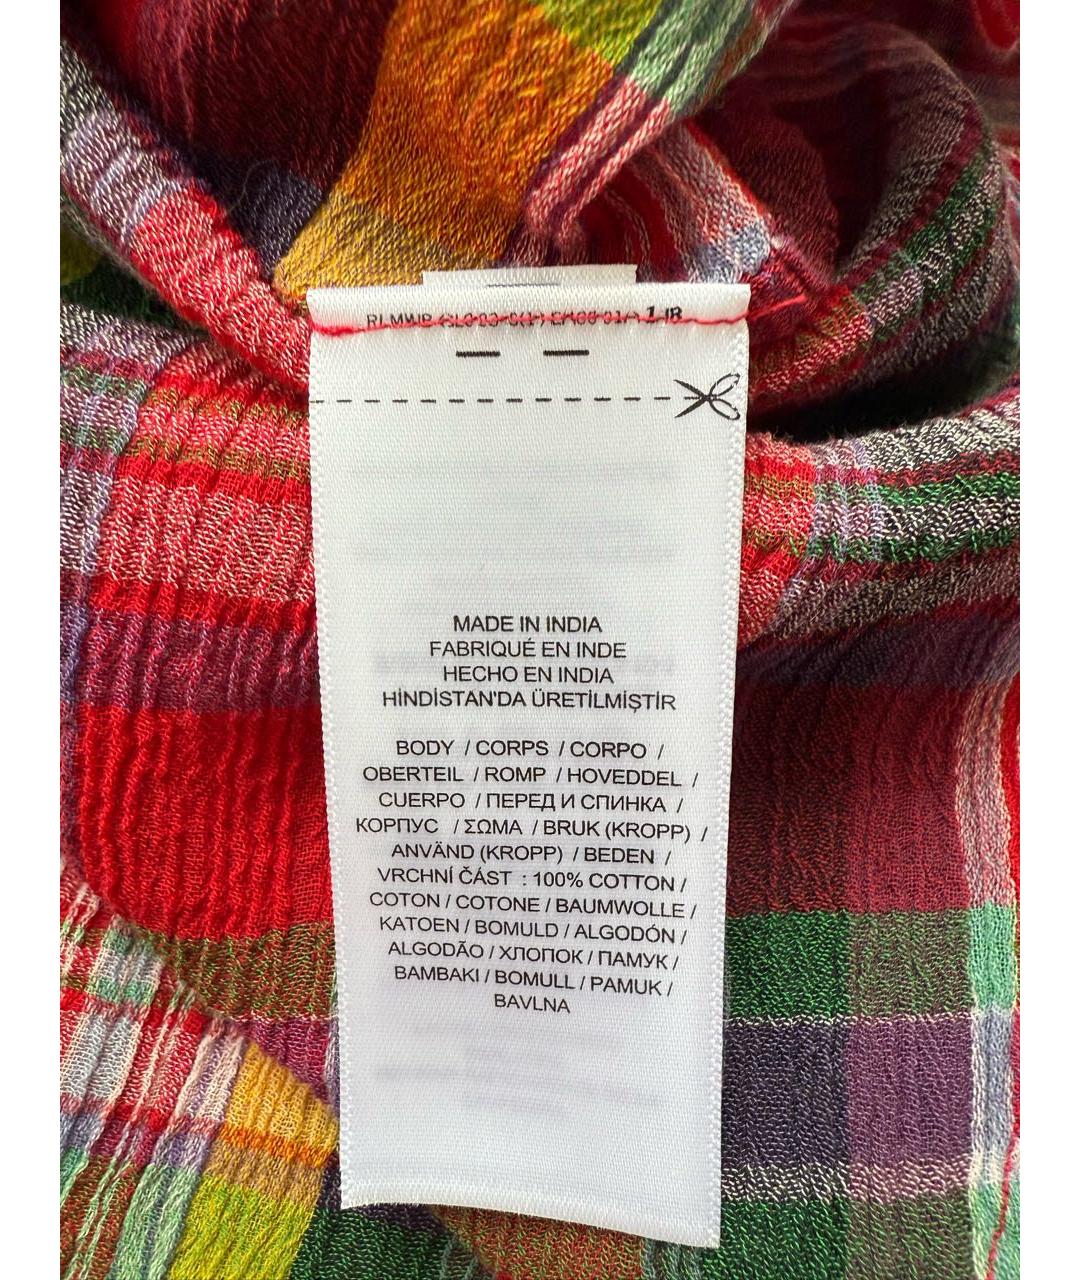 MADE IN INDIA
FABRIQUÉ EN INDE
HECHO EN INDIA
HİNDİSTAN'DA ÜRETİLMİŞTİR
BODY / CORPS / CORPO /
OBERTEIL / ROMP / HOVEDDEL /
CUERPO / ПЕРЕД И СПИНКА /
КОРПУС / ΣΩΜΑ / BRUK (KROPP) /
ANVÄND (KROPP) / BEDEN /
VRCHNÍ ČÁST : 100% COTTON /
COTON / COTONE / BAUMWOLLE /
KATOEN / BOMULD / ALGODÓN /
ALGODÃO / ХЛОПОК / ПАМУК /
BAMBAKI / BOMULL / PAMUK /
BAVLNA